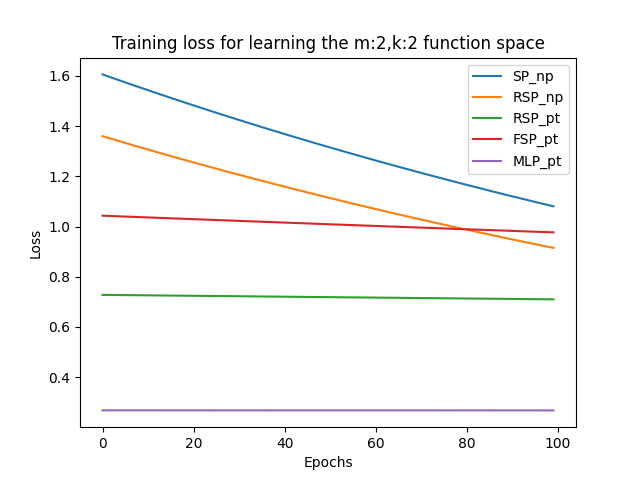 Training loss for learning the m:2,k:2 function space
SP_np
RSP_np
RSP_pt
FSP_pt
MLP_pt
1.6
1.4
1.2
1.0
0.8
0.6
0.4
Loss
0
20
40
60
80
100
Epochs